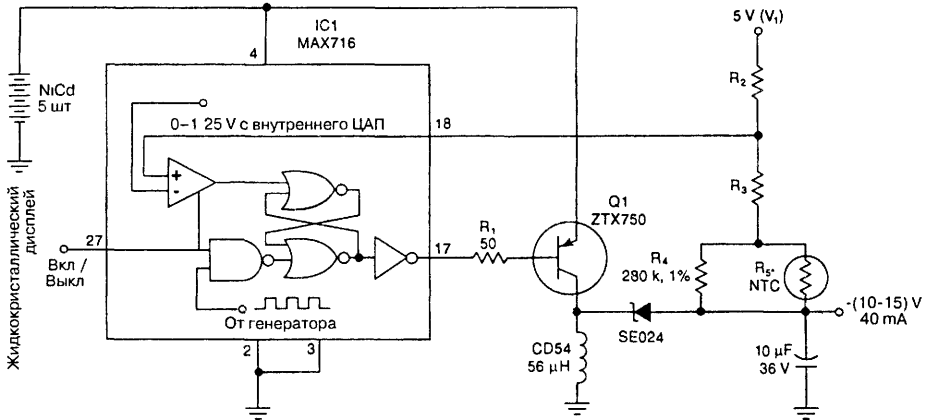 IC1
MAX716
4
5 V (V₁)
NiCd
5 шт
R₂
0–1 25 V с внутреннего ЦАП
18
+
-
R₃
Q1
ZTX750
Жидкокристаллический
дисплей
27
Вкл /
Выкл
17
R₁
50
R₄
280 k, 1%
R₅*
NTC
-(10-15) V
40 mA
От генератора
SE024
2
3
CD54
56 μH
10 μF
36 V